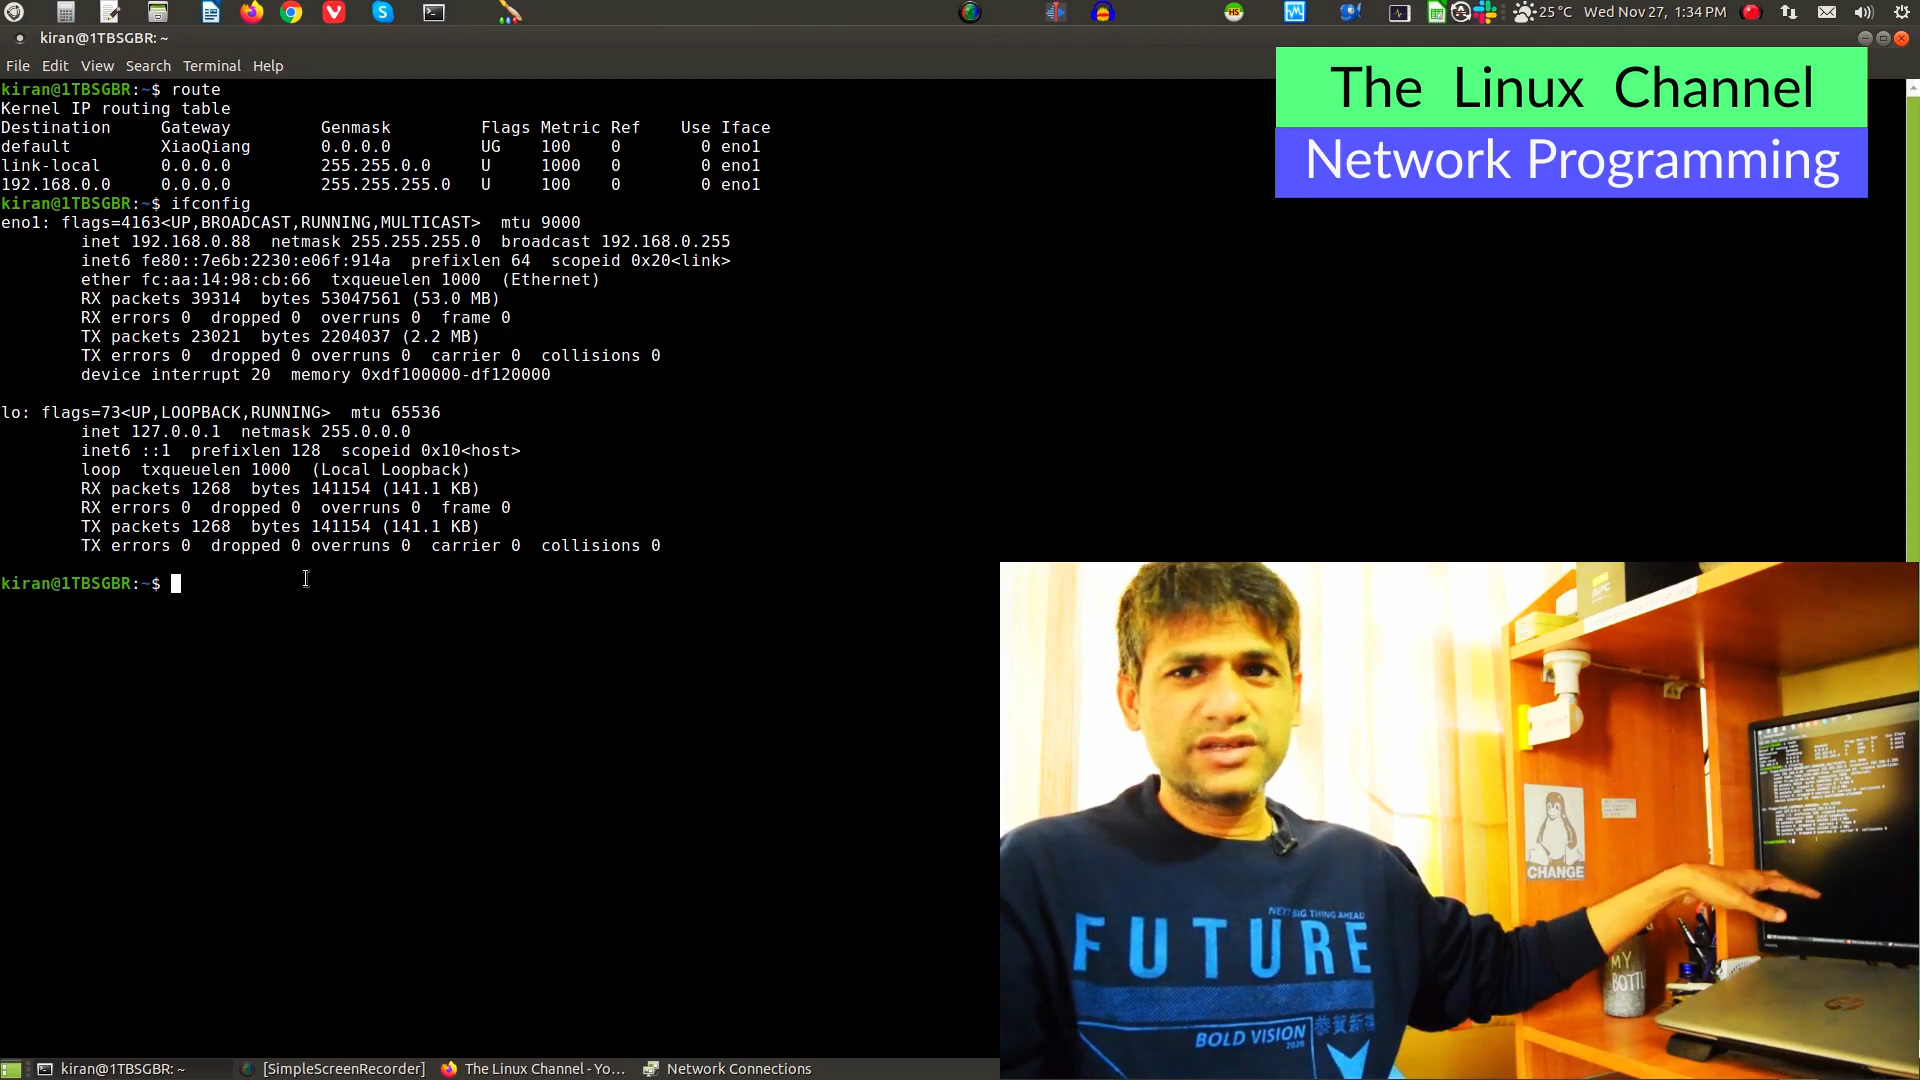 Wed Nov 27, 1:34 PM
25°C
kiran@1TBSGBR: ~
File Edit View Search Terminal Help
kiran@1TBSGBR:~$ route
Kernel IP routing table
Destination Gateway Genmask Flags Metric Ref Use Iface
default XiaoQiang 0.0.0.0 UG 100 0 0 eno1
link-local 0.0.0.0 255.255.0.0 U 1000 0 0 eno1
192.168.0.0 0.0.0.0 255.255.255.0 U 100 0 0 eno1
kiran@1TBSGBR:~$ ifconfig
eno1: flags=4163<UP,BROADCAST,RUNNING,MULTICAST> mtu 9000
inet 192.168.0.88 netmask 255.255.255.0 broadcast 192.168.0.255
inet6 fe80::7e6b:2230:e06f:914a prefixlen 64 scopeid 0x20<link>
ether fc:aa:14:98:cb:66 txqueuelen 1000 (Ethernet)
RX packets 39314 bytes 53047561 (53.0 MB)
RX errors 0 dropped 0 overruns 0 frame 0
TX packets 23021 bytes 2204037 (2.2 MB)
TX errors 0 dropped 0 overruns 0 carrier 0 collisions 0
device interrupt 20 memory 0xdf100000-df120000
lo: flags=73<UP,LOOPBACK,RUNNING> mtu 65536
inet 127.0.0.1 netmask 255.0.0.0
inet6 ::1 prefixlen 128 scopeid 0x10<host>
loop txqueuelen 1000 (Local Loopback)
RX packets 1268 bytes 141154 (141.1 KB)
RX errors 0 dropped 0 overruns 0 frame 0
TX packets 1268 bytes 141154 (141.1 KB)
TX errors 0 dropped 0 overruns 0 carrier 0 collisions 0
kiran@1TBSGBR:~$
The Linux Channel
Network Programming
APC
CHANGE
MY
BOTTL
NEXT BIG THING AHEAD
FUTURE
BOLD VISION
2020
恭賀新禧
kiran@1TBSGBR: ~
[SimpleScreenRecorder]
The Linux Channel - Yo...
Network Connections